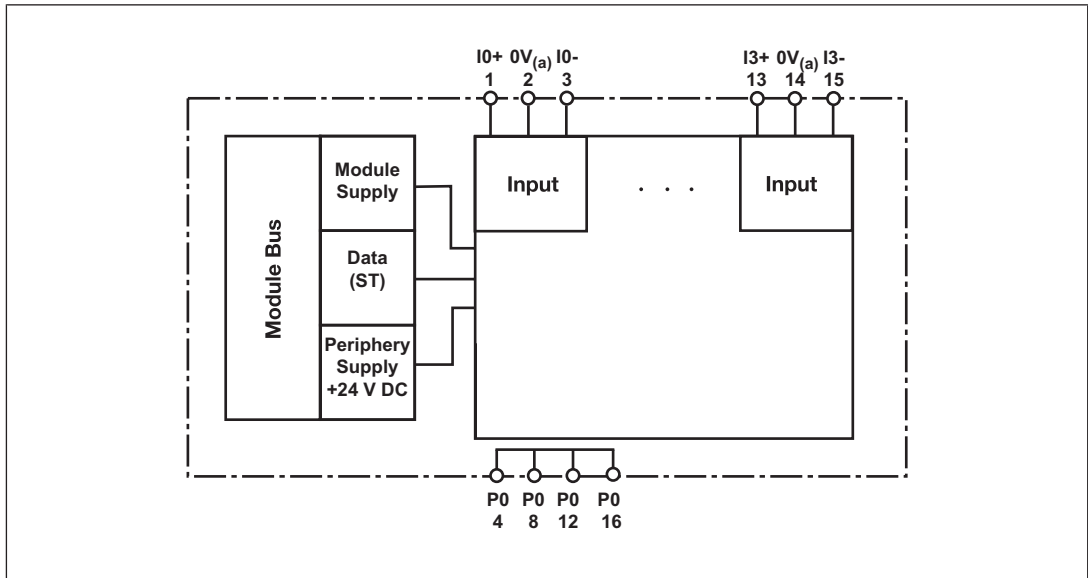 I0+ 0V(a) I0-
1 2 3
I3+ 0V(a) I3-
13 14 15
Module Bus
Module
Supply
Data
(ST)
Periphery
Supply
+24 V DC
Input
. . .
Input
P0 P0 P0 P0
4 8 12 16